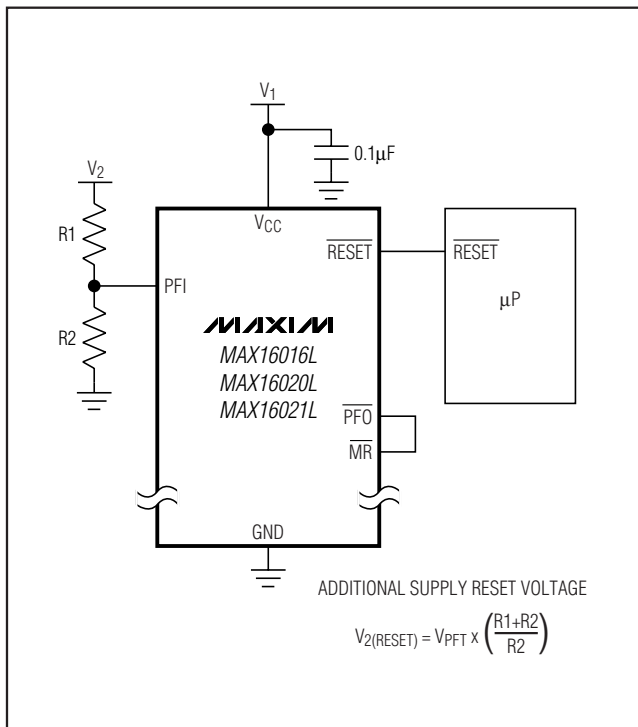 V1
0.1µF
V2
R1
R2
VCC
PFI
RESET
RESET
µP
MAXIM
MAX16016L
MAX16020L
MAX16021L
PFO
MR
GND
ADDITIONAL SUPPLY RESET VOLTAGE
V2(RESET) = VPFT x (R1+R2 / R2)